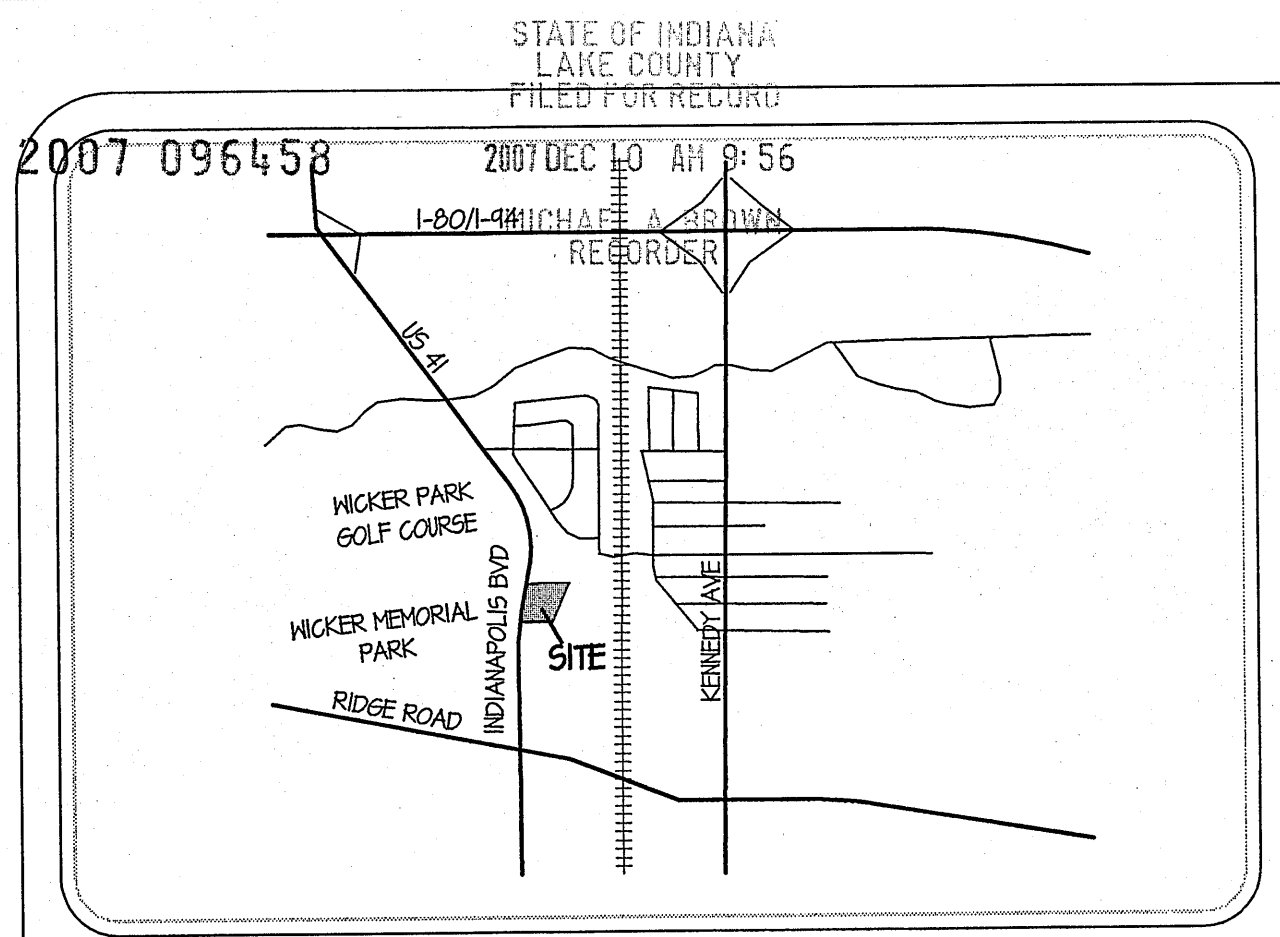 STATE OF INDIANA
LAKE COUNTY
FILED FOR RECORD
2007 096458
2007 DEC 10 AM 9:56
I-80/I-94
MICHAEL A. BROWN
RECORDER
US 41
WICKER PARK
GOLF COURSE
INDIANAPOLIS BVD
WICKER MEMORIAL
PARK
SITE
KENNEDY AVE
RIDGE ROAD